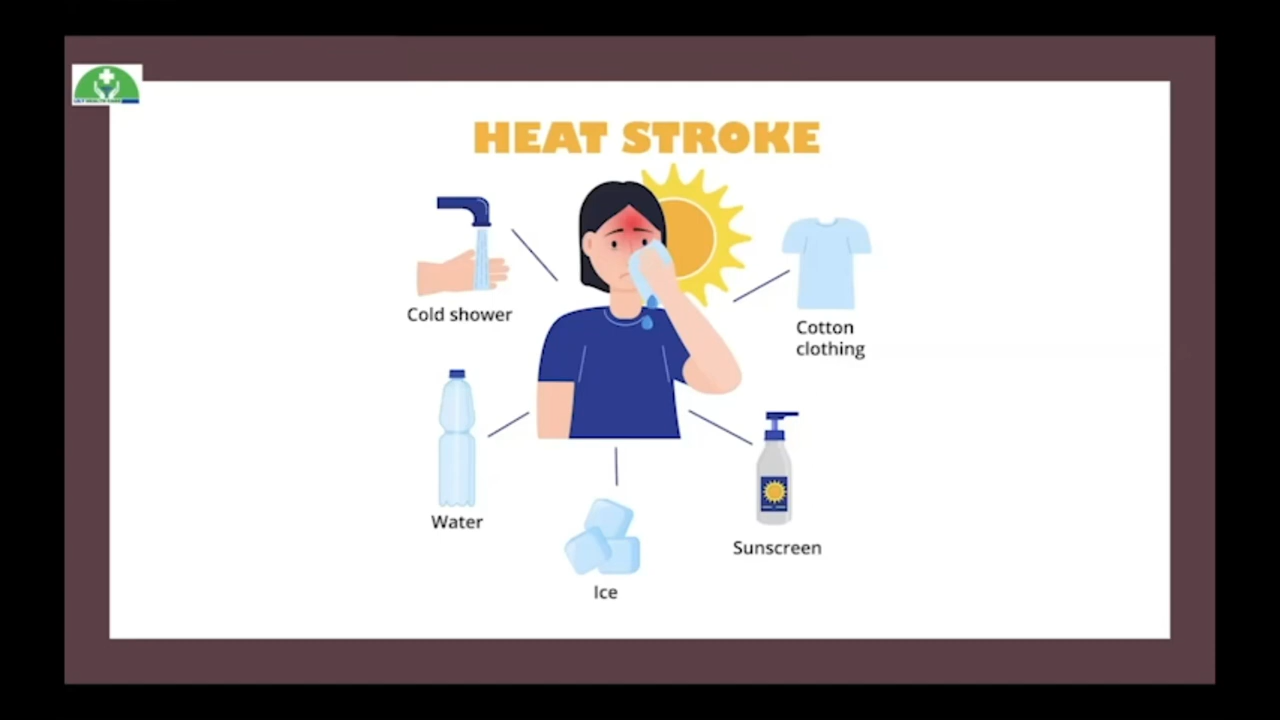 HEAT STROKE
Cold shower
Cotton
clothing
Water
Sunscreen
Ice